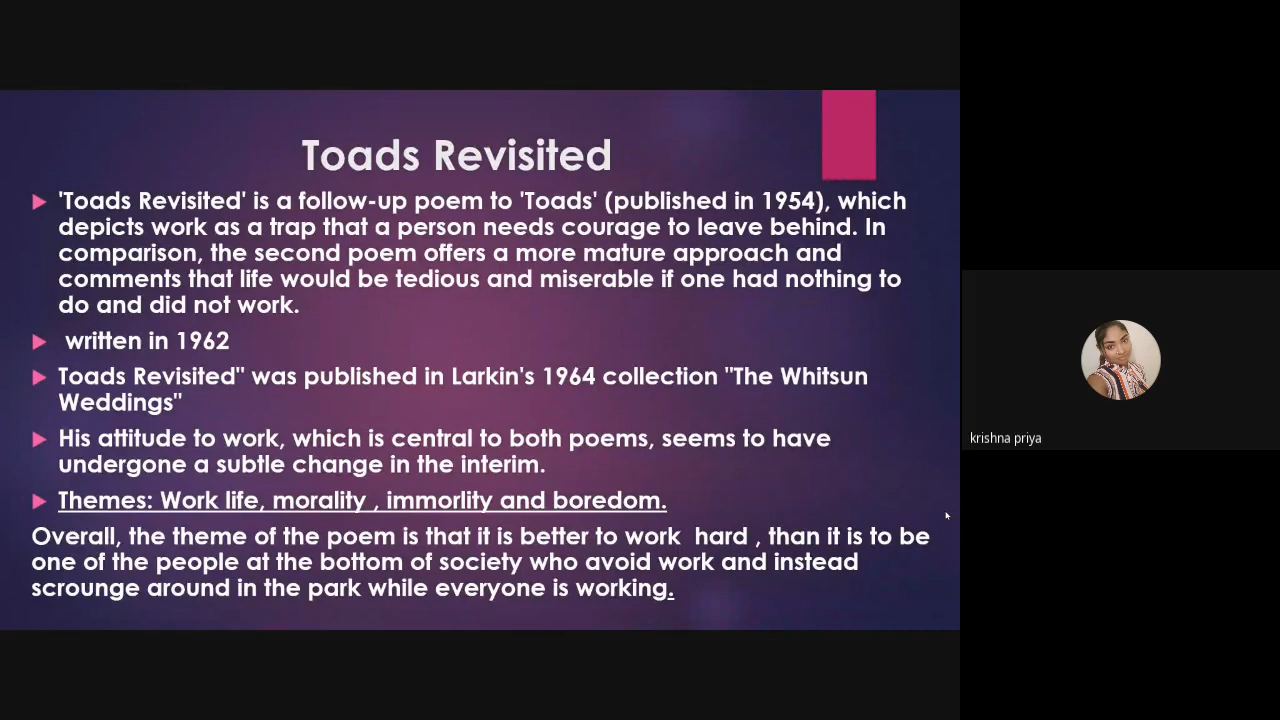 Toads Revisited
'Toads Revisited' is a follow-up poem to 'Toads' (published in 1954), which
depicts work as a trap that a person needs courage to leave behind. In
comparison, the second poem offers a more mature approach and
comments that life would be tedious and miserable if one had nothing to
do and did not work.
written in 1962
Toads Revisited" was published in Larkin's 1964 collection "The Whitsun
Weddings"
His attitude to work, which is central to both poems, seems to have
undergone a subtle change in the interim.
Themes: Work life, morality , immorlity and boredom.
Overall, the theme of the poem is that it is better to work  hard , than it is to be
one of the people at the bottom of society who avoid work and instead
scrounge around in the park while everyone is working.
krishna priya